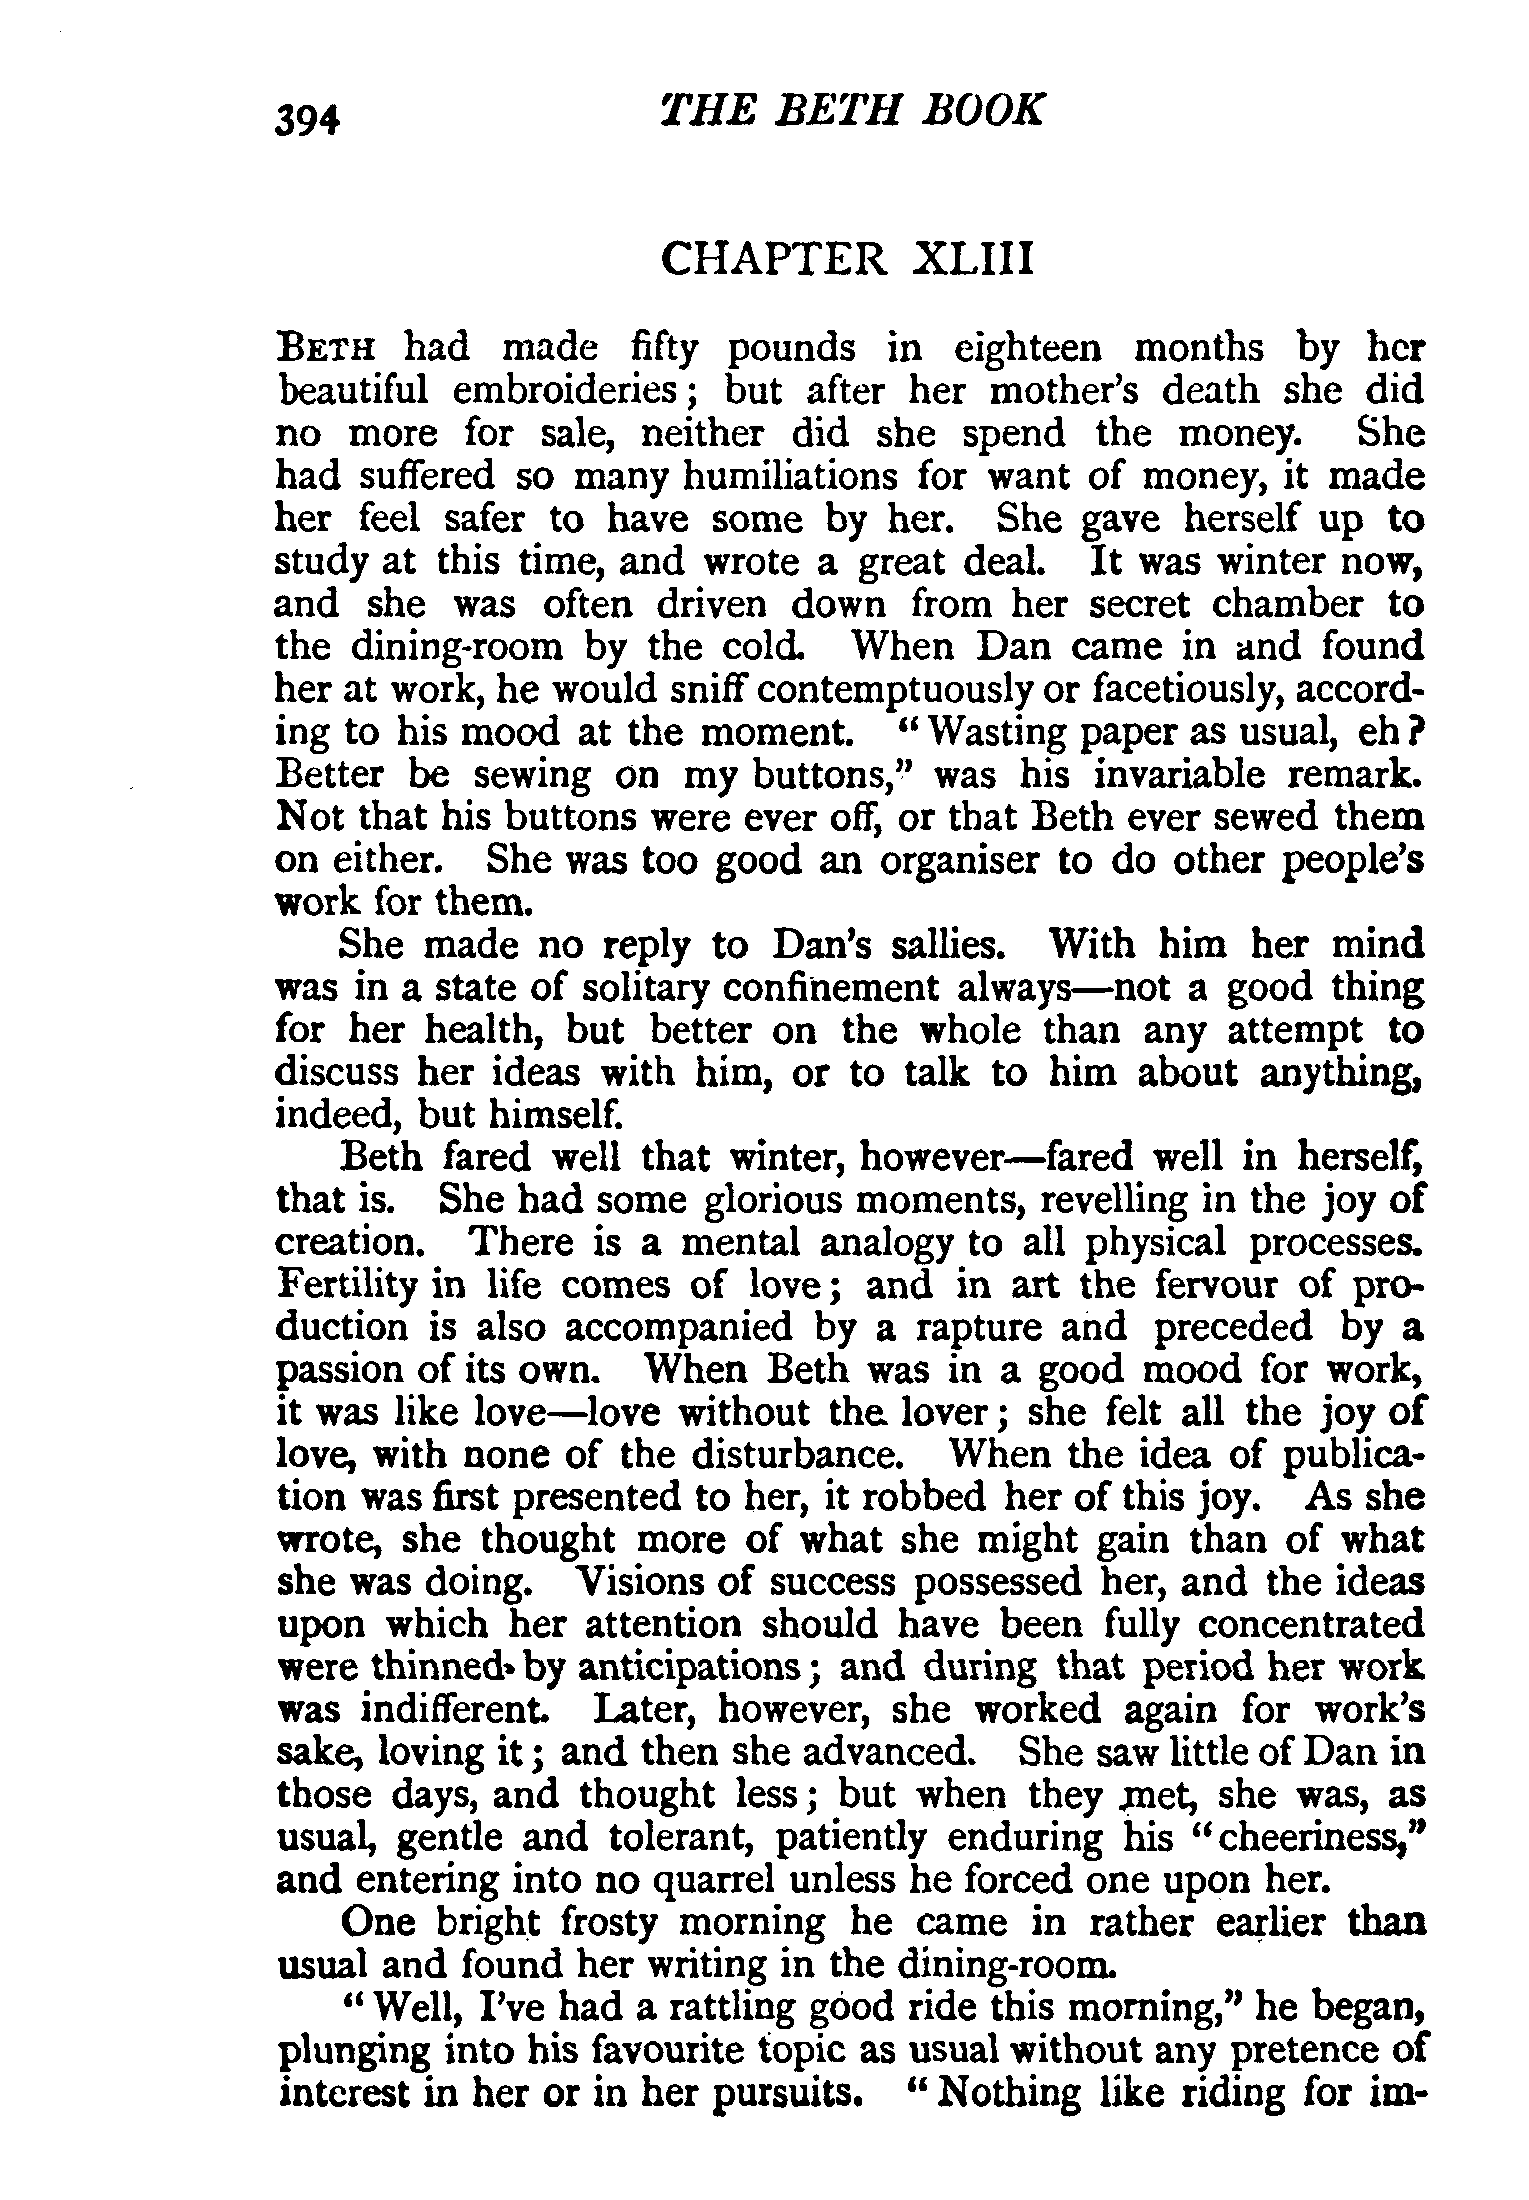 394 THE BETH BOOK
CHAPTER XLIII
BETH had made fifty pounds in eighteen months by her
beautiful embroideries; but after her mother's death she did
no more for sale, neither did she spend the money. She
had suffered so many humiliations for want of money, it made
her feel safer to have some by her. She gave herself up to
study at this time, and wrote a great deal. It was winter now,
and she was often driven down from her secret chamber to
the dining-room by the cold. When Dan came in and found
her at work, he would sniff contemptuously or facetiously, accord-
ing to his mood at the moment. "Wasting paper as usual, eh?
Better be sewing on my buttons," was his invariable remark.
Not that his buttons were ever off, or that Beth ever sewed them
on either. She was too good an organiser to do other people's
work for them.
She made no reply to Dan's sallies. With him her mind
was in a state of solitary confinement always—not a good thing
for her health, but better on the whole than any attempt to
discuss her ideas with him, or to talk to him about anything,
indeed, but himself.
Beth fared well that winter, however—fared well in herself,
that is. She had some glorious moments, revelling in the joy of
creation. There is a mental analogy to all physical processes.
Fertility in life comes of love; and in art the fervour of pro-
duction is also accompanied by a rapture and preceded by a
passion of its own. When Beth was in a good mood for work,
it was like love—love without the lover; she felt all the joy of
love, with none of the disturbance. When the idea of publica-
tion was first presented to her, it robbed her of this joy. As she
wrote, she thought more of what she might gain than of what
she was doing. Visions of success possessed her, and the ideas
upon which her attention should have been fully concentrated
were thinned by anticipations; and during that period her work
was indifferent. Later, however, she worked again for work's
sake, loving it; and then she advanced. She saw little of Dan in
those days, and thought less; but when they met, she was, as
usual, gentle and tolerant, patiently enduring his "cheeriness,"
and entering into no quarrel unless he forced one upon her.
One bright frosty morning he came in rather earlier than
usual and found her writing in the dining-room.
"Well, I've had a rattling good ride this morning," he began,
plunging into his favourite topic as usual without any pretence of
interest in her or in her pursuits. "Nothing like riding for im-